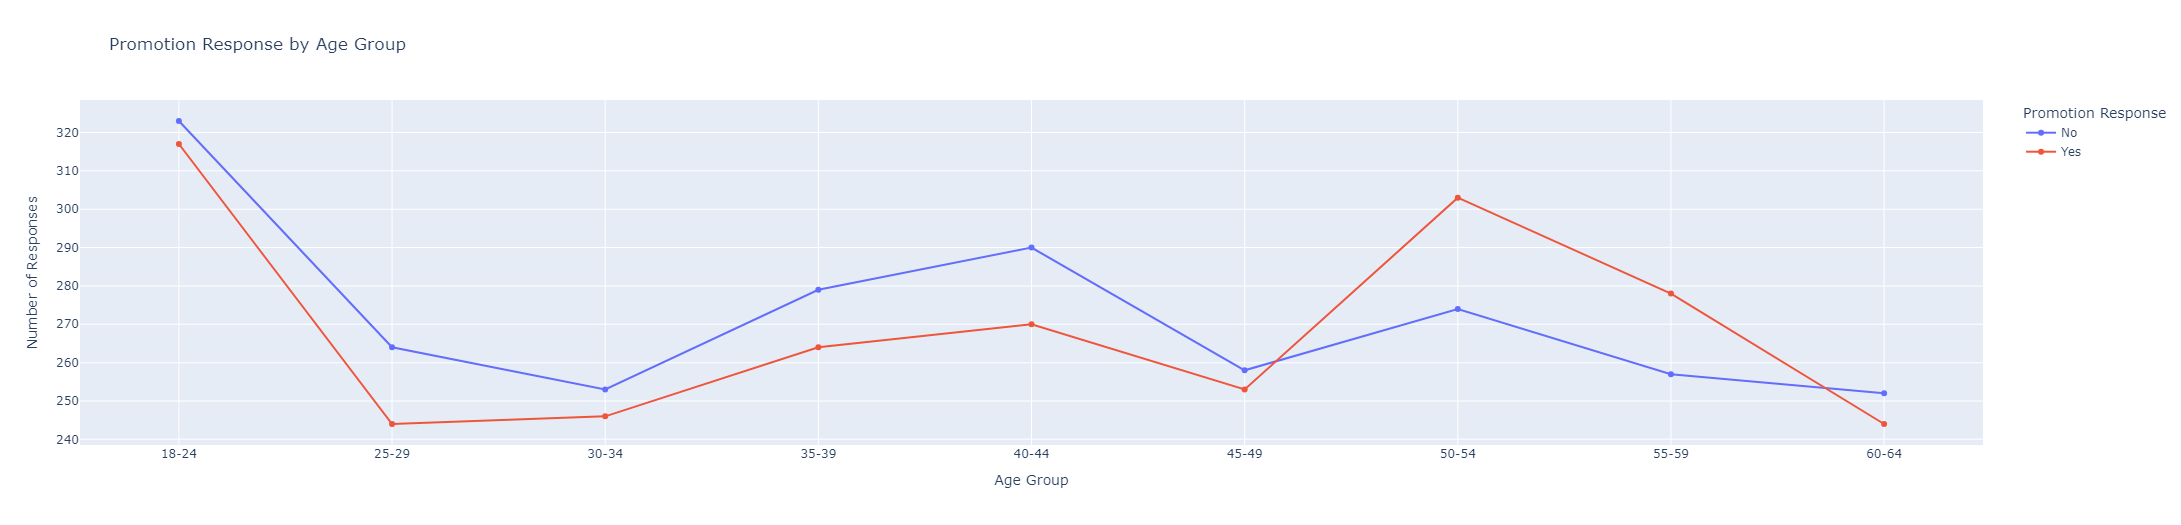 Promotion Response by Age Group
Promotion Response
No
Yes
Number of Responses
320
310
300
290
280
270
260
250
240
18-24 25-29 30-34 35-39 40-44 45-49 50-54 55-59 60-64
Age Group